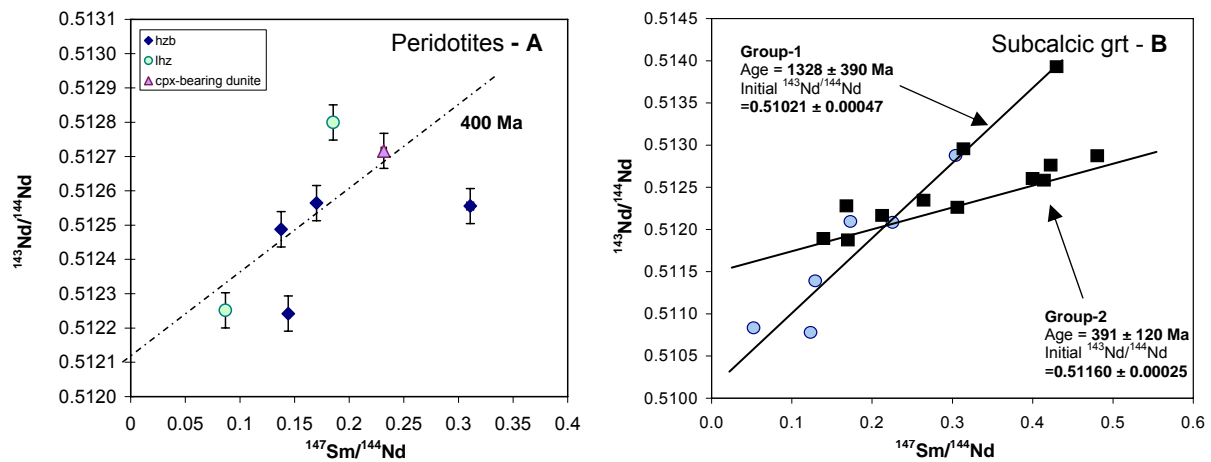 Peridotites - A
hzb
lhz
cpx-bearing dunite
400 Ma
0.5131
0.5130
0.5129
0.5128
0.5127
0.5126
0.5125
0.5124
0.5123
0.5122
0.5121
0.5120
0 0.05 0.1 0.15 0.2 0.25 0.3 0.35 0.4
¹⁴³Nd/¹⁴⁴Nd
¹⁴⁷Sm/¹⁴⁴Nd
Subcalcic grt - B
Group-1
Age = 1328 ± 390 Ma
Initial ¹⁴³Nd/¹⁴⁴Nd
=0.51021 ± 0.00047
Group-2
Age = 391 ± 120 Ma
Initial ¹⁴³Nd/¹⁴⁴Nd
=0.51160 ± 0.00025
0.5145
0.5140
0.5135
0.5130
0.5125
0.5120
0.5115
0.5110
0.5105
0.5100
0.0 0.1 0.2 0.3 0.4 0.5 0.6
¹⁴³Nd/¹⁴⁴Nd
¹⁴⁷Sm/¹⁴⁴Nd